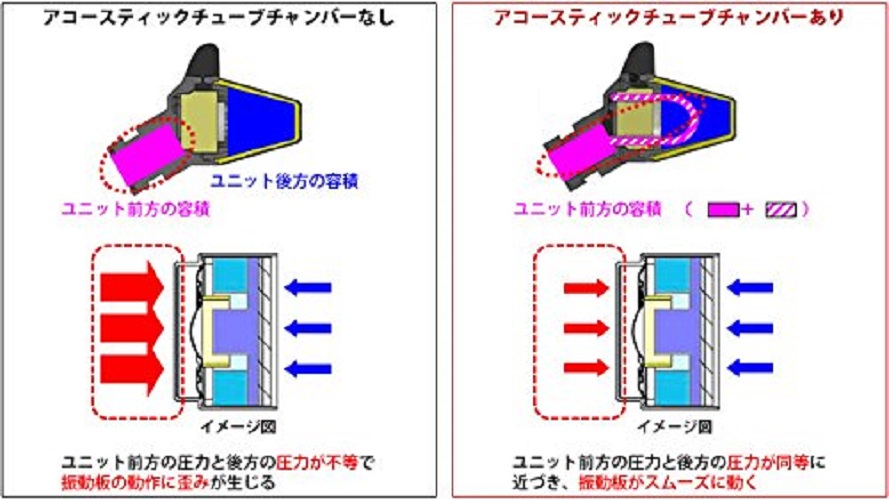 アコースティックチューブチャンバーなし
ユニット後方の容積
ユニット前方の容積
イメージ図
ユニット前方の圧力と後方の圧力が不等で
振動板の動作に歪みが生じる
アコースティックチューブチャンバーあり
ユニット前方の容積 ( + )
イメージ図
ユニット前方の圧力と後方の圧力が同等に
近づき、振動板がスムーズに動く